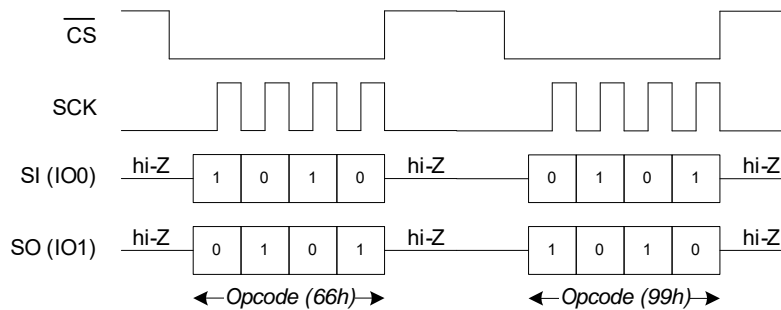 CS
SCK
hi-Z hi-Z hi-Z
SI (IO0) 1 0 1 0 0 1 0 1
hi-Z hi-Z hi-Z
SO (IO1) 0 1 0 1 1 0 1 0
Opcode (66h) Opcode (99h)